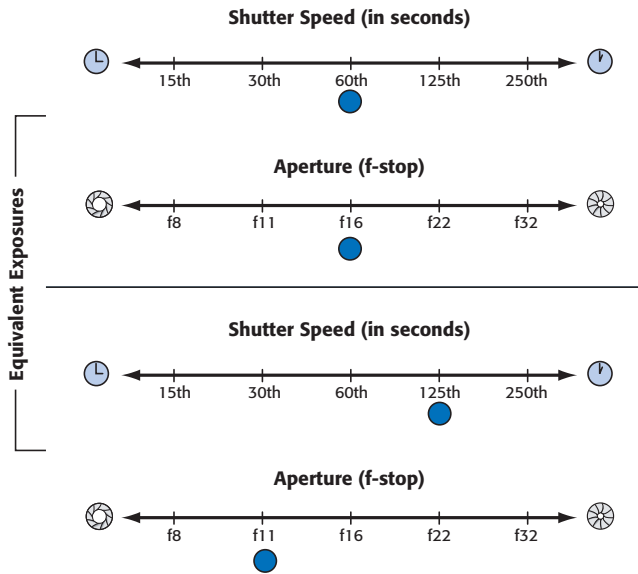 Shutter Speed (in seconds)
15th 30th 60th 125th 250th
Equivalent Exposures
Aperture (f-stop)
f8 f11 f16 f22 f32
Shutter Speed (in seconds)
15th 30th 60th 125th 250th
Aperture (f-stop)
f8 f11 f16 f22 f32